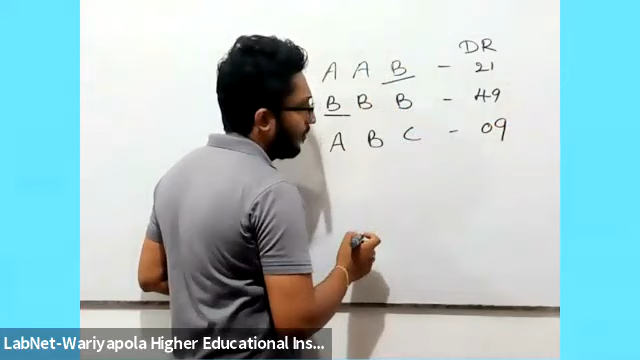 DR
A A B - 21
B B B - 49
A B C - 09
LabNet-Wariyapola Higher Educational Ins...